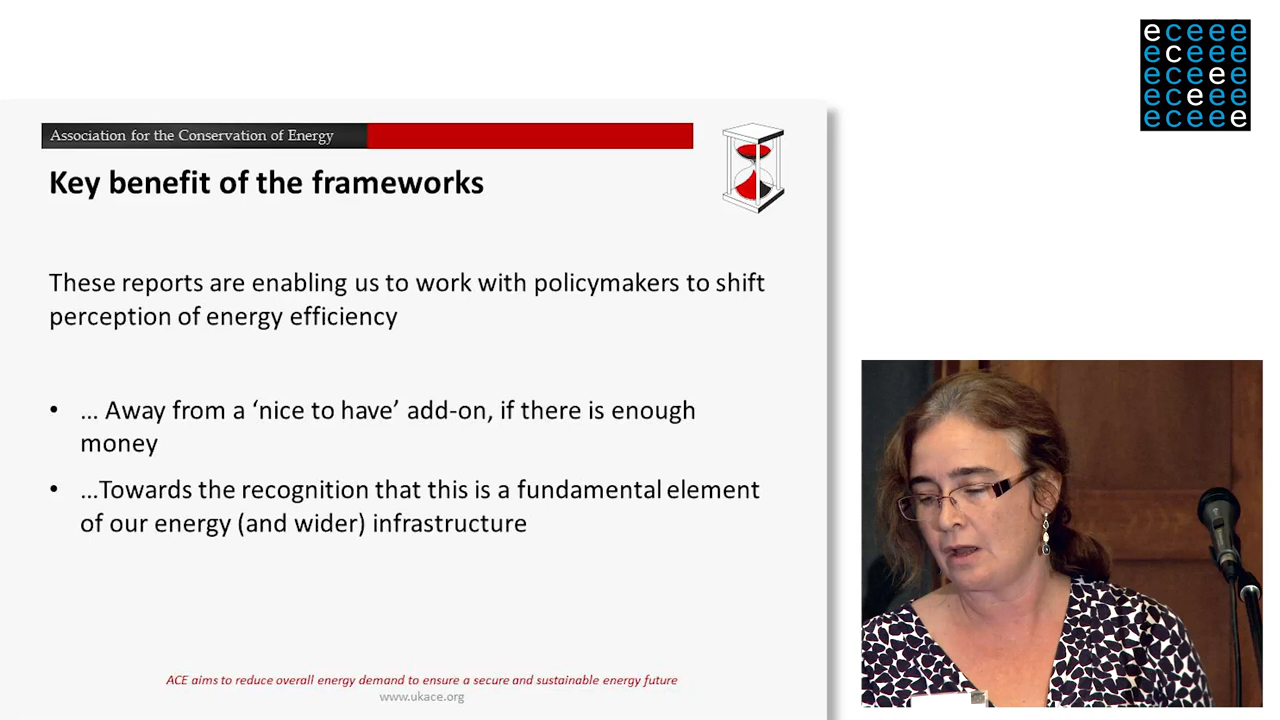 eceee
eceee
eceee
eceee
eceee
Association for the Conservation of Energy
Key benefit of the frameworks
These reports are enabling us to work with policymakers to shift
perception of energy efficiency
• … Away from a ‘nice to have’ add-on, if there is enough
money
• …Towards the recognition that this is a fundamental element
of our energy (and wider) infrastructure
ACE aims to reduce overall energy demand to ensure a secure and sustainable energy future
www.ukace.org